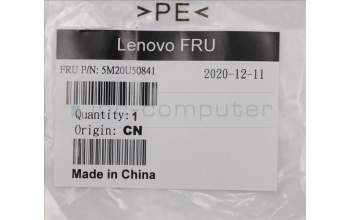 >PE<
Lenovo FRU
FRU P/N: 5M20U50841 2020-12-11
Quantity: 1
Origin: CN
Made in China